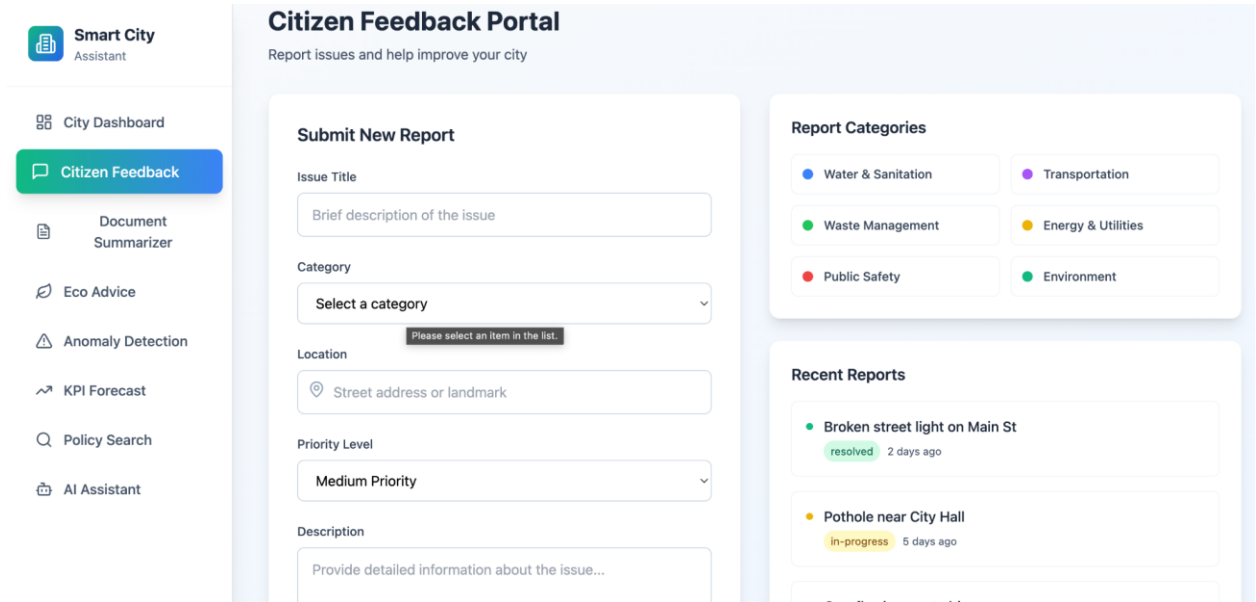 Smart City
Assistant
City Dashboard
Citizen Feedback
Document
Summarizer
Eco Advice
Anomaly Detection
KPI Forecast
Policy Search
AI Assistant
Citizen Feedback Portal
Report issues and help improve your city
Submit New Report
Issue Title
Brief description of the issue
Category
Select a category
Please select an item in the list.
Location
Street address or landmark
Priority Level
Medium Priority
Description
Provide detailed information about the issue...
Report Categories
Water & Sanitation
Transportation
Waste Management
Energy & Utilities
Public Safety
Environment
Recent Reports
Broken street light on Main St
resolved 2 days ago
Pothole near City Hall
in-progress 5 days ago